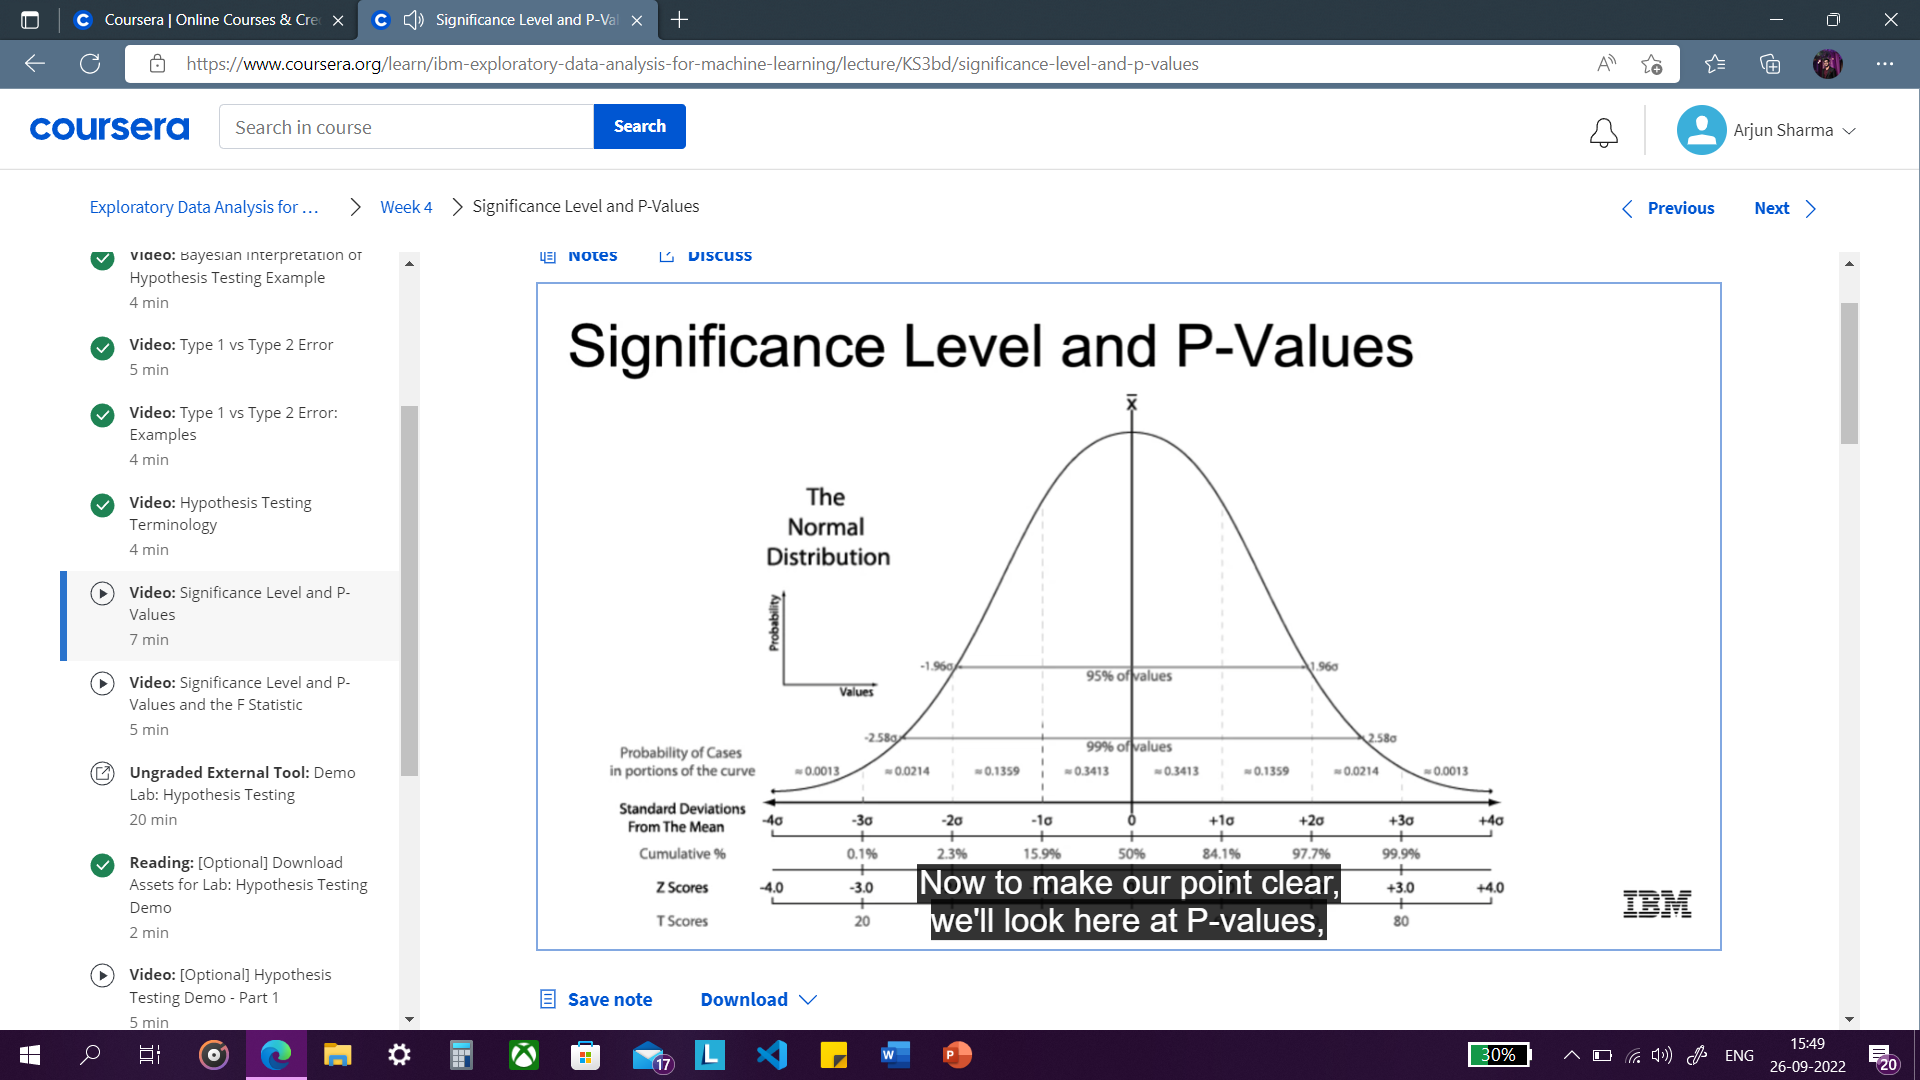 Coursera | Online Courses & Cre
Significance Level and P-Val
https://www.coursera.org/learn/ibm-exploratory-data-analysis-for-machine-learning/lecture/KS3bd/significance-level-and-p-values
coursera
Search in course
Search
Arjun Sharma
Exploratory Data Analysis for ...
Week 4
Significance Level and P-Values
Previous
Next
Video: Bayesian Interpretation of
Hypothesis Testing Example
4 min
Video: Type 1 vs Type 2 Error
5 min
Video: Type 1 vs Type 2 Error:
Examples
4 min
Video: Hypothesis Testing
Terminology
4 min
Video: Significance Level and P-
Values
7 min
Video: Significance Level and P-
Values and the F Statistic
5 min
Ungraded External Tool: Demo
Lab: Hypothesis Testing
20 min
Reading: [Optional] Download
Assets for Lab: Hypothesis Testing
Demo
2 min
Video: [Optional] Hypothesis
Testing Demo - Part 1
5 min
Notes
Discuss
Significance Level and P-Values
x̄
The
Normal
Distribution
Probability
Values
-1.96σ
1.96σ
95% of values
-2.58σ
2.58σ
99% of values
Probability of Cases
in portions of the curve
≈ 0.0013 ≈ 0.0214 ≈ 0.1359 ≈ 0.3413 ≈ 0.3413 ≈ 0.1359 ≈ 0.0214 ≈ 0.0013
Standard Deviations
From The Mean
-4σ -3σ -2σ -1σ 0 +1σ +2σ +3σ +4σ
Cumulative % 0.1% 2.3% 15.9% 50% 84.1% 97.7% 99.9%
Z Scores -4.0 -3.0 +3.0 +4.0
T Scores 20 80
Now to make our point clear,
we'll look here at P-values,
IBM
Save note
Download
17
30%
ENG
15:49
26-09-2022
20